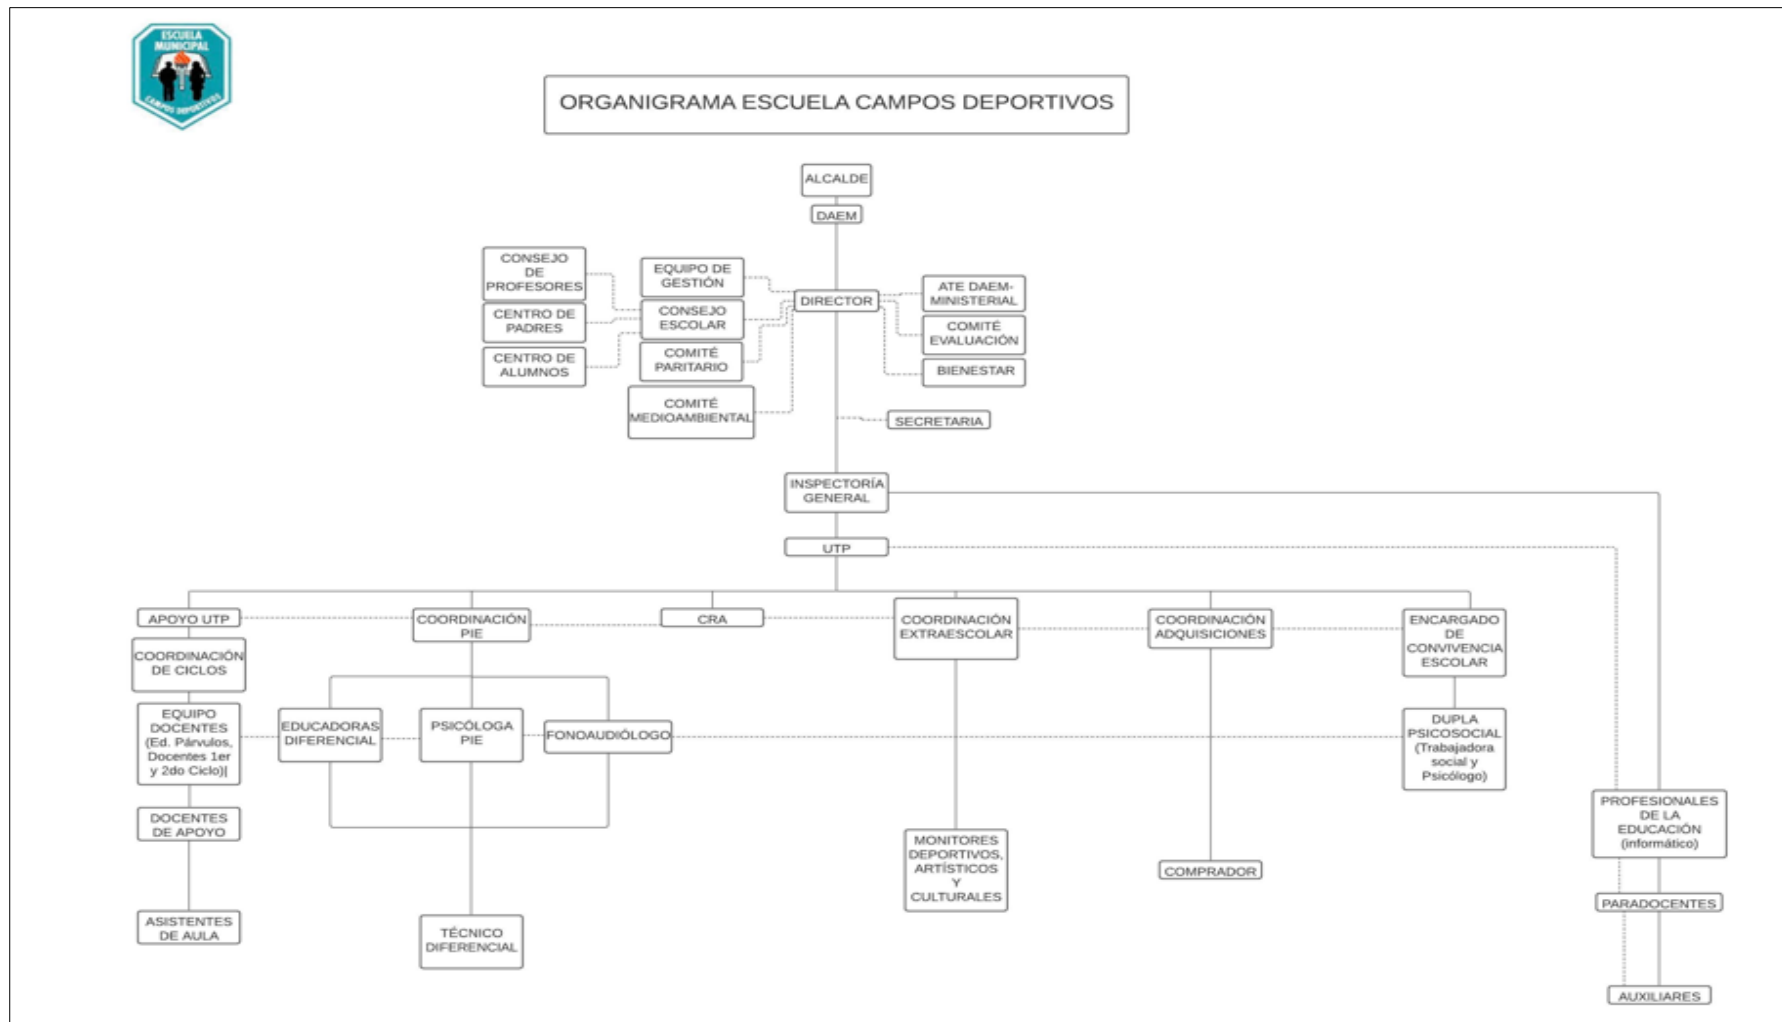 ESCUELA
MUNICIPAL
CAMPOS DEPORTIVOS
ORGANIGRAMA ESCUELA CAMPOS DEPORTIVOS
ALCALDE
DAEM
CONSEJO
DE
PROFESORES
CENTRO DE
PADRES
CENTRO DE
ALUMNOS
EQUIPO DE
GESTIÓN
CONSEJO
ESCOLAR
COMITÉ
PARITARIO
COMITÉ
MEDIOAMBIENTAL
DIRECTOR
ATE DAEM-
MINISTERIAL
COMITÉ
EVALUACIÓN
BIENESTAR
SECRETARIA
INSPECTORÍA
GENERAL
UTP
APOYO UTP
COORDINACIÓN
DE CICLOS
EQUIPO
DOCENTES
(Ed. Párvulos,
Docentes 1er
y 2do Ciclo)|
DOCENTES
DE APOYO
ASISTENTES
DE AULA
COORDINACIÓN
PIE
EDUCADORAS
DIFERENCIAL
PSICÓLOGA
PIE
FONOAUDIÓLOGO
TÉCNICO
DIFERENCIAL
CRA
COORDINACIÓN
EXTRAESCOLAR
MONITORES
DEPORTIVOS,
ARTÍSTICOS
Y
CULTURALES
COORDINACIÓN
ADQUISICIONES
COMPRADOR
ENCARGADO
DE
CONVIVENCIA
ESCOLAR
DUPLA
PSICOSOCIAL
(Trabajadora
social y
Psicólogo)
PROFESIONALES
DE LA
EDUCACIÓN
(informático)
PARADOCENTES
AUXILIARES